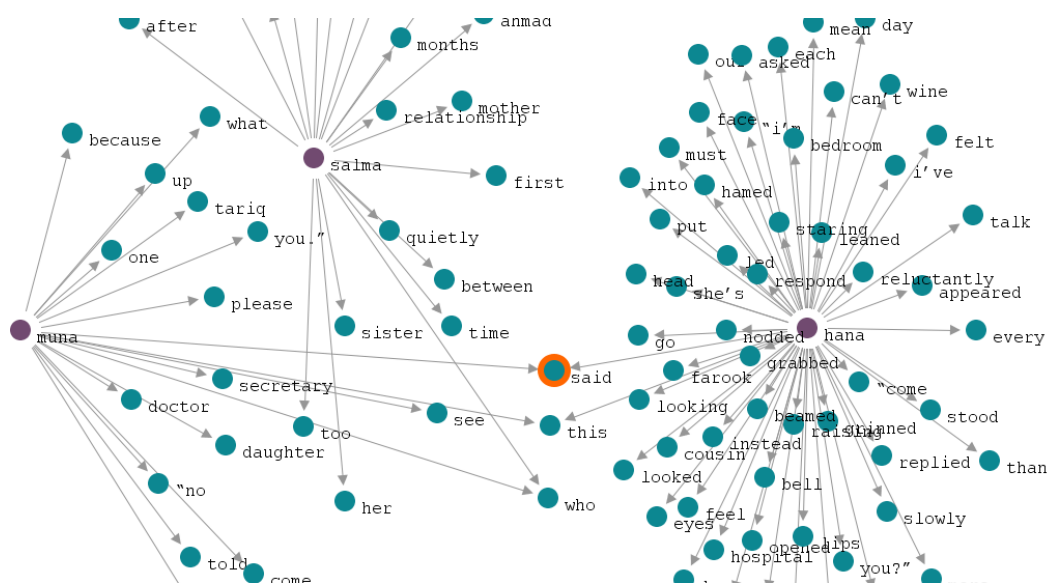 after
ahmad
mean
day
months
our
asked
each
can't
wine
mother
relationship
what
because
face
"i'm
bedroom
felt
salma
must
i've
up
first
into
hamed
tariq
put
talk
you."
quietly
staring
leaned
one
led
between
head
she's
respond
reluctantly
appeared
please
muna
sister
time
go
nodded
hana
every
grabbed
said
farook
secretary
"come
doctor
looking
stood
see
beamed
too
this
instead
raising
grinned
daughter
cousin
replied
than
looked
bell
"no
her
who
eyes
feel
slowly
told
hospital
opened
lips
come
you?"